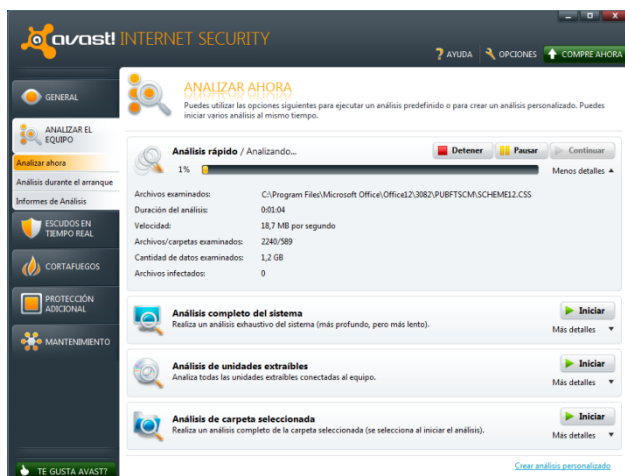 avast! INTERNET SECURITY
AYUDA
OPCIONES
COMPRE AHORA
GENERAL
ANALIZAR EL
EQUIPO
Analizar ahora
Análisis durante el arranque
Informes de Análisis
ESCUDOS EN
TIEMPO REAL
CORTAFUEGOS
PROTECCIÓN
ADICIONAL
MANTENIMIENTO
TE GUSTA AVAST?
ANALIZAR AHORA
Puedes utilizar las opciones siguientes para ejecutar un análisis predefinido o para crear un análisis personalizado. Puedes
iniciar varios análisis al mismo tiempo.
Análisis rápido / Analizando...
Detener
Pausar
Continuar
1%
Menos detalles
Archivos examinados: C:\Program Files\Microsoft Office\Office12\3082\PUBFTSCM\SCHEME12.CSS
Duración del análisis: 0:01:04
Velocidad: 18,7 MB por segundo
Archivos/carpetas examinados: 2240/589
Cantidad de datos examinados: 1,2 GB
Archivos infectados: 0
Análisis completo del sistema
Realiza un análisis exhaustivo del sistema (más profundo, pero más lento).
Iniciar
Más detalles
Análisis de unidades extraíbles
Analiza todas las unidades extraíbles conectadas al equipo.
Iniciar
Más detalles
Análisis de carpeta seleccionada
Realiza un análisis completo de la carpeta seleccionada (se selecciona al iniciar el análisis).
Iniciar
Más detalles
Crear análisis personalizado